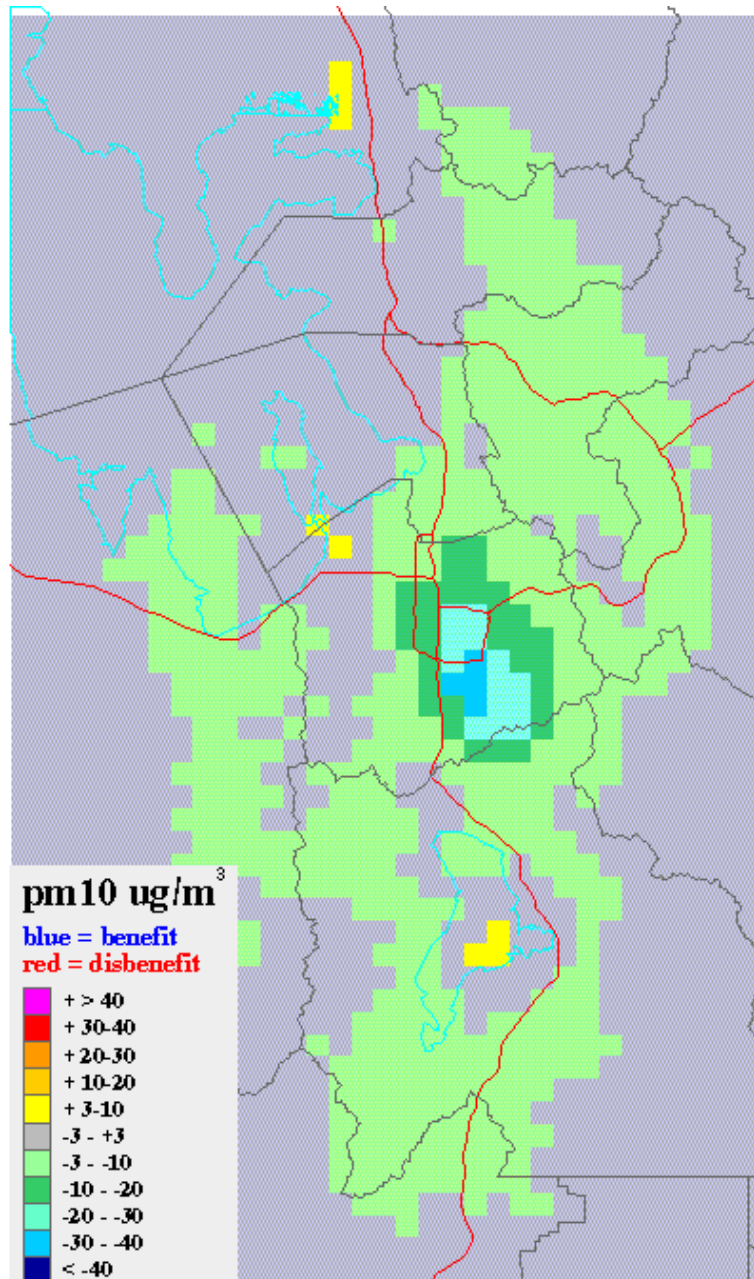 pm10 ug/m³
blue = benefit
red = disbenefit
+ > 40
+ 30-40
+ 20-30
+ 10-20
+ 3-10
-3 - +3
-3 - -10
-10 - -20
-20 - -30
-30 - -40
< -40